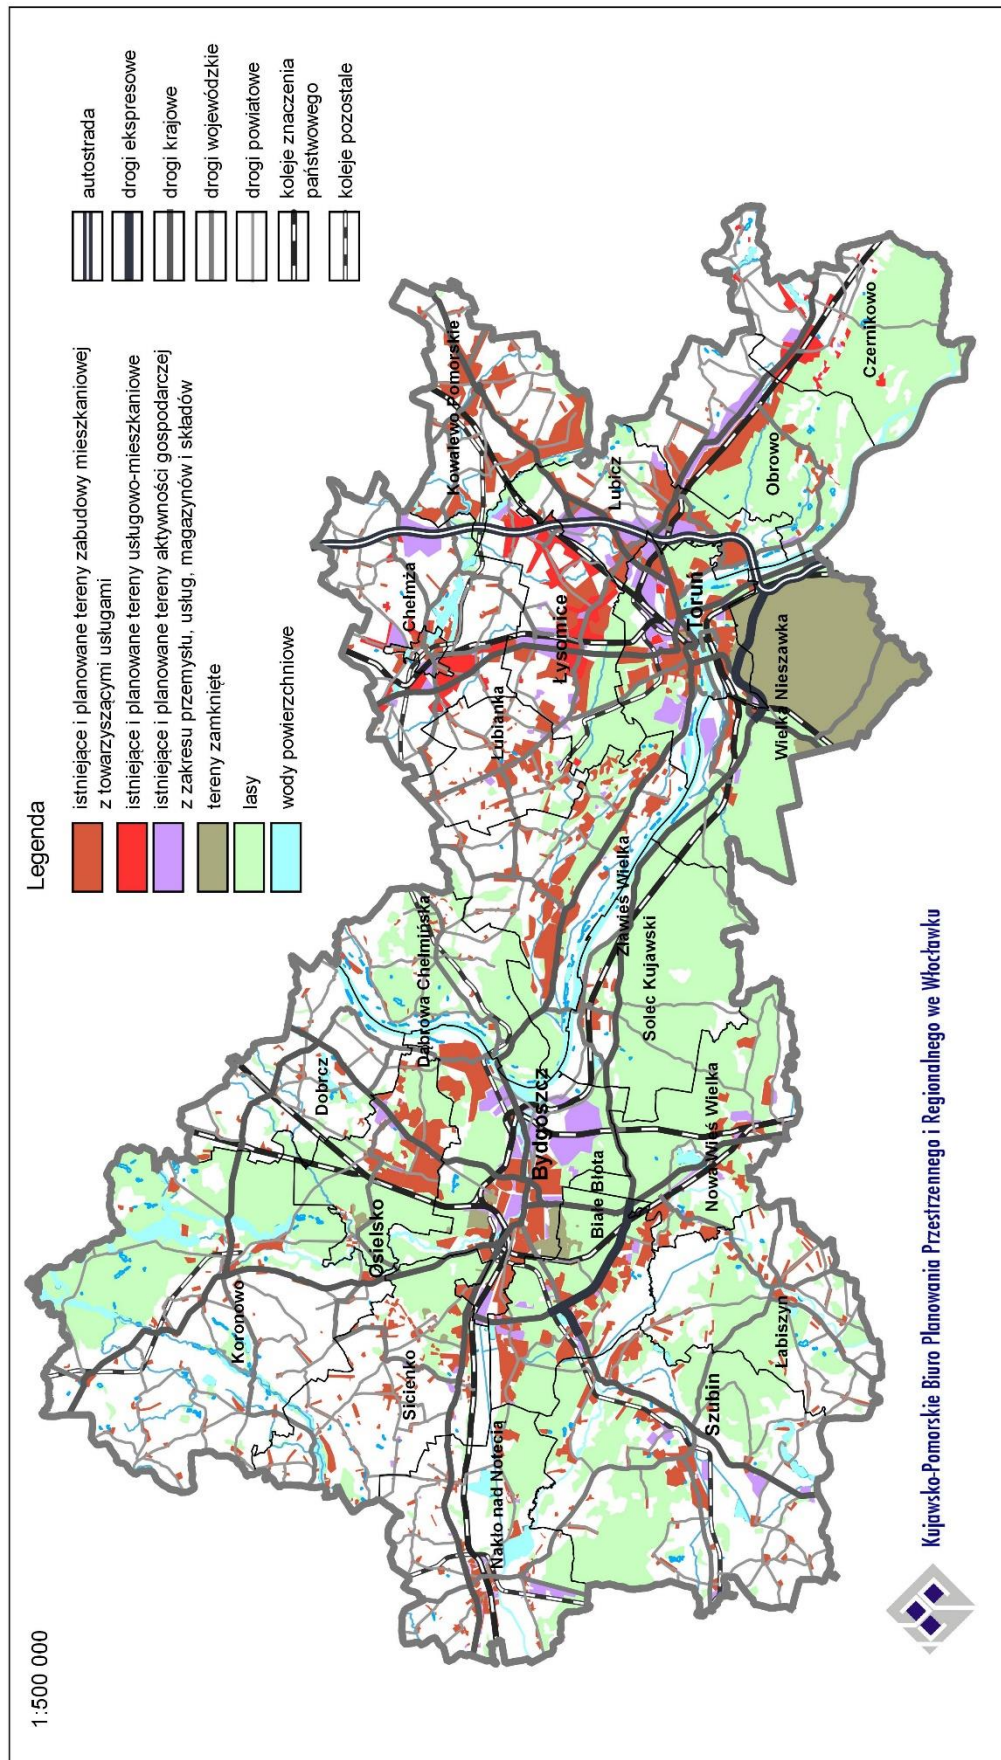 1:500 000
Legenda
istniejące i planowane tereny zabudowy mieszkaniowej
z towarzyszącymi usługami
istniejące i planowane tereny usługowo-mieszkaniowe
istniejące i planowane tereny aktywności gospodarczej
z zakresu przemysłu, usług, magazynów i składów
tereny zamknięte
lasy
wody powierzchniowe
autostrada
drogi ekspresowe
drogi krajowe
drogi wojewódzkie
drogi powiatowe
koleje znaczenia
państwowego
koleje pozostałe
Koronowo
Dobrcz
Osielsko
Sicienko
Dąbrowa Chełmińska
Nakło nad Notecią
Bydgoszcz
Białe Błota
Szubin
Łabiszyn
Nowa Wieś Wielka
Solec Kujawski
Zławieś Wielka
Chełmża
Kowalewo Pomorskie
Łubianka
Łysomice
Lubicz
Toruń
Wielka Nieszawka
Obrowo
Czernikowo
Kujawsko-Pomorskie Biuro Planowania Przestrzennego i Regionalnego we Włocławku